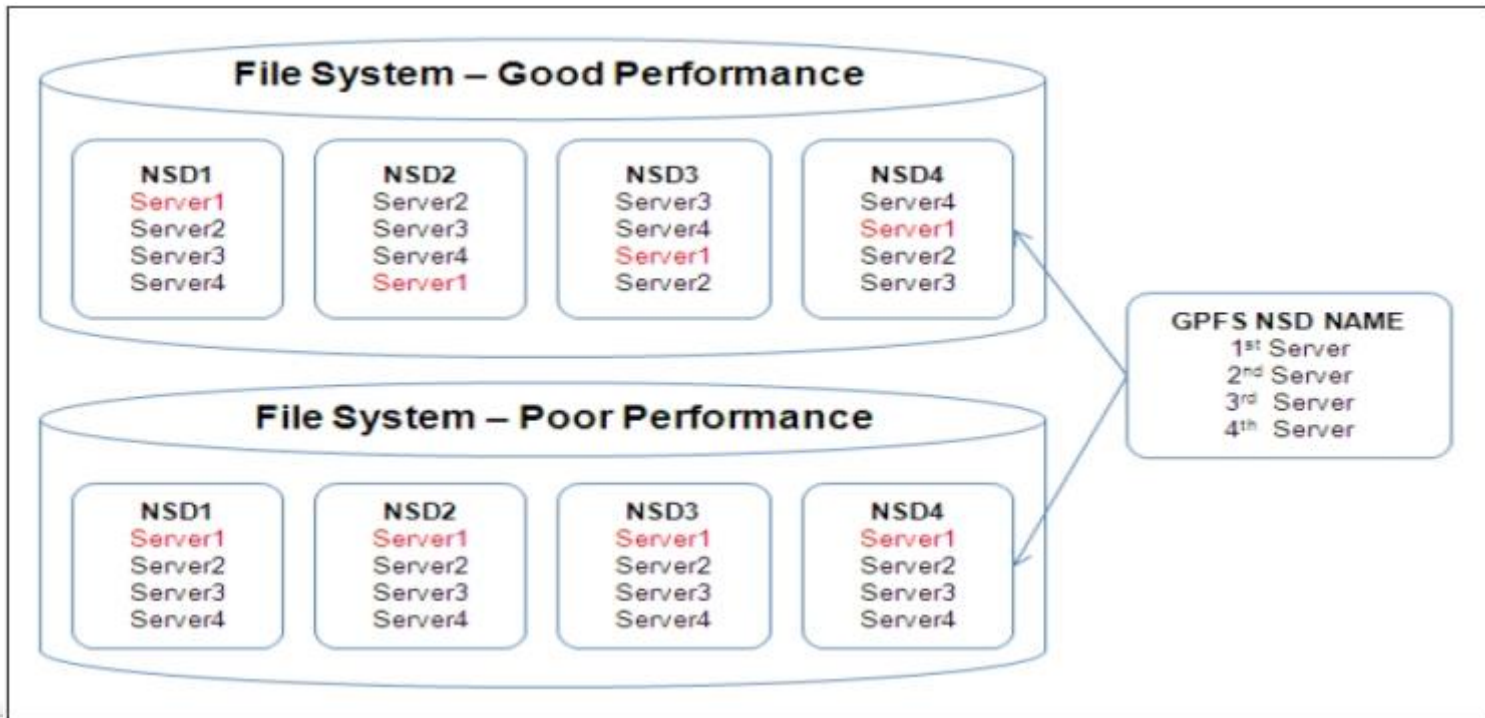 File System – Good Performance
NSD1
Server1
Server2
Server3
Server4
NSD2
Server2
Server3
Server4
Server1
NSD3
Server3
Server4
Server1
Server2
NSD4
Server4
Server1
Server2
Server3
GPFS NSD NAME
1st Server
2nd Server
3rd Server
4th Server
File System – Poor Performance
NSD1
Server1
Server2
Server3
Server4
NSD2
Server1
Server2
Server3
Server4
NSD3
Server1
Server2
Server3
Server4
NSD4
Server1
Server2
Server3
Server4